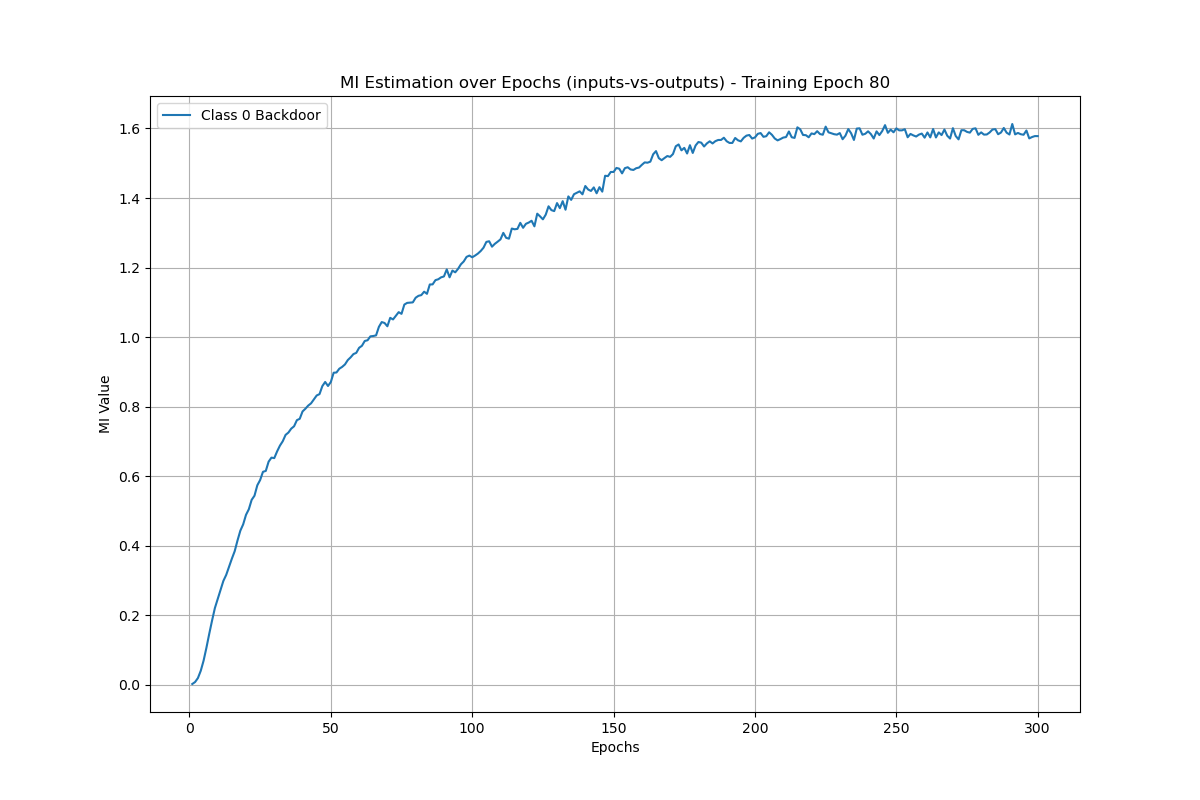 MI Estimation over Epochs (inputs-vs-outputs) - Training Epoch 80
Class 0 Backdoor
MI Value
1.6
1.4
1.2
1.0
0.8
0.6
0.4
0.2
0.0
0 50 100 150 200 250 300
Epochs